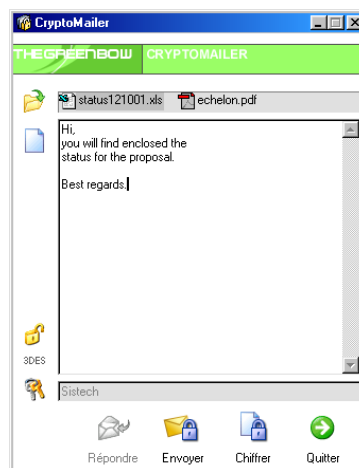 CryptoMailer
THEGREENBOW CRYPTOMAILER
status121001.xls echelon.pdf
Hi,
you will find enclosed the
status for the proposal.
Best regards.
3DES
Sistech
Répondre Envoyer Chiffrer Quitter